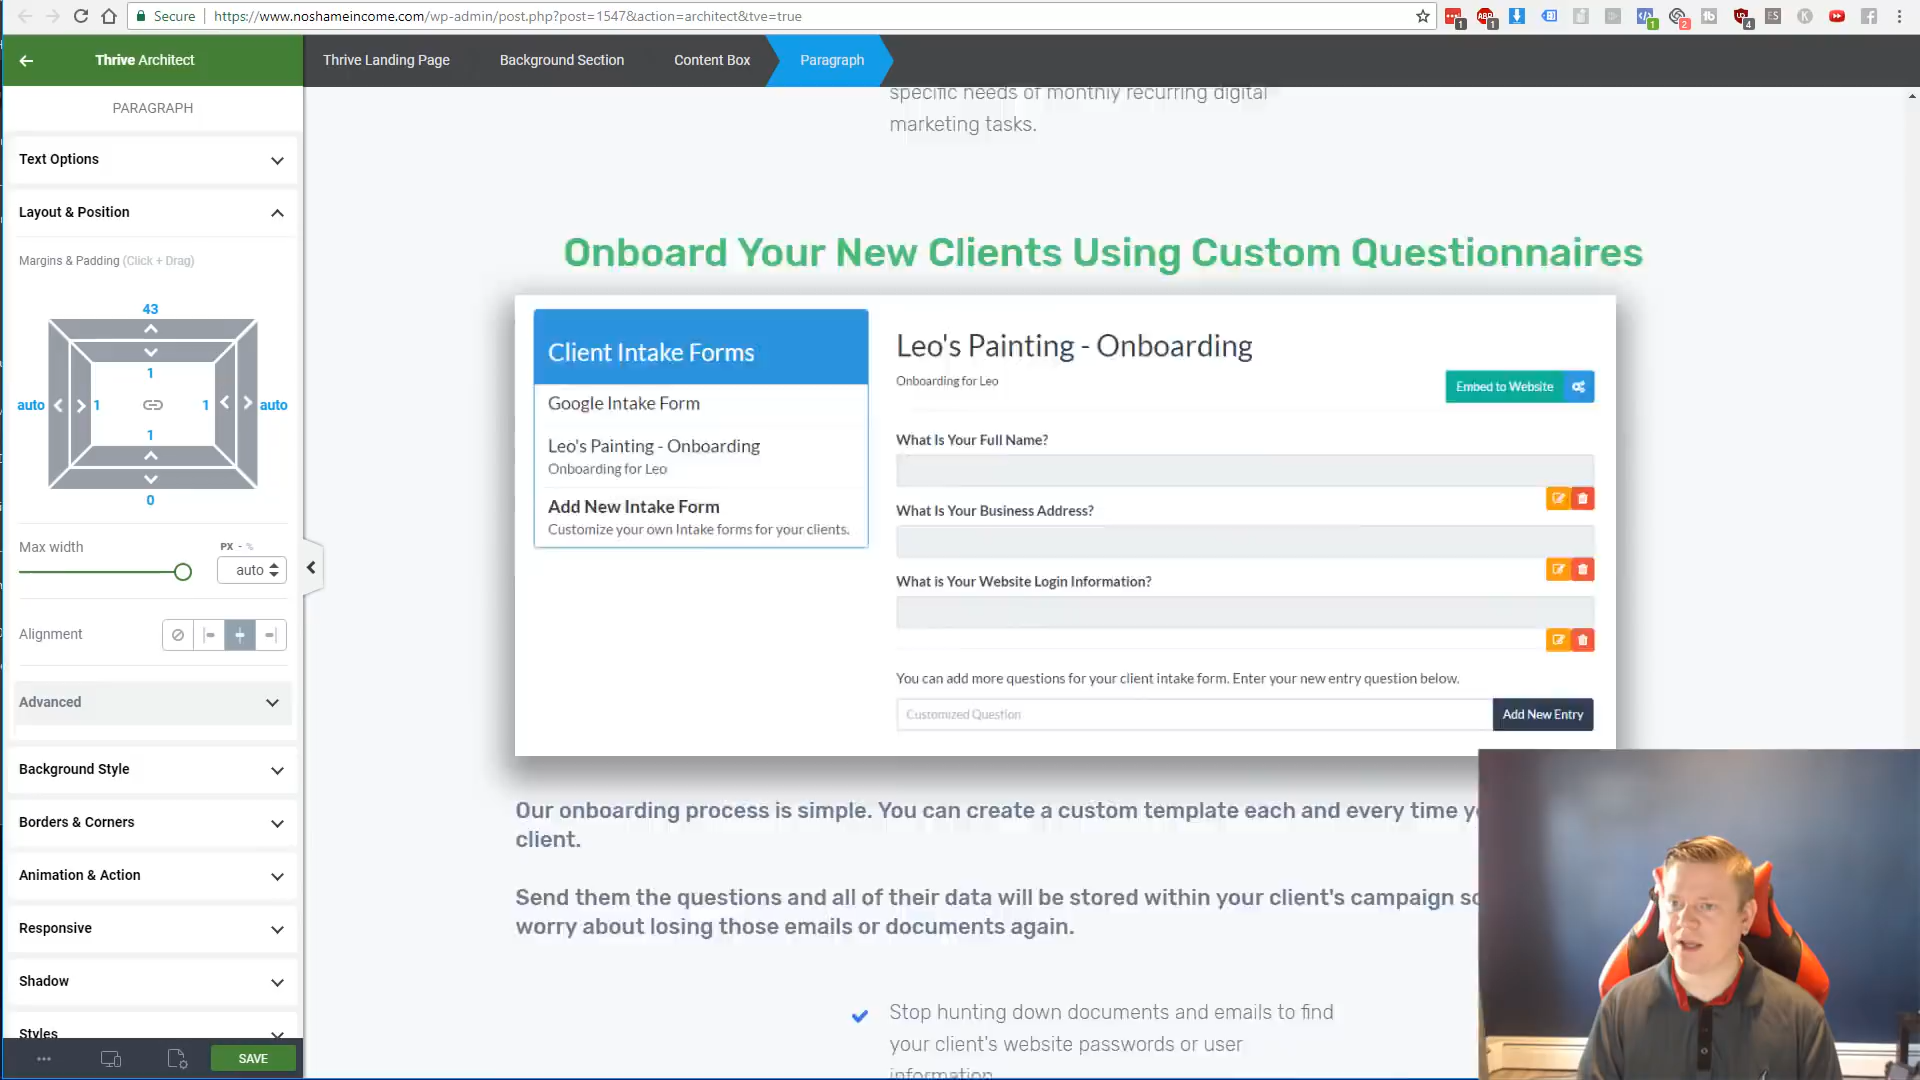 Secure https://www.noshameincome.com/wp-admin/post.php?post=1547&action=architect&tve=true
Thrive Architect
Thrive Landing Page
Background Section
Content Box
Paragraph
PARAGRAPH
Text Options
Layout & Position
Margins & Padding (Click + Drag)
43
1
auto
1
1
auto
1
0
Max width
PX - %
auto
Alignment
Advanced
Background Style
Borders & Corners
Animation & Action
Responsive
Shadow
Styles
SAVE
specific needs of monthly recurring digital
marketing tasks.
Onboard Your New Clients Using Custom Questionnaires
Client Intake Forms
Google Intake Form
Leo's Painting - Onboarding
Onboarding for Leo
Add New Intake Form
Customize your own Intake forms for your clients.
Leo's Painting - Onboarding
Onboarding for Leo
Embed to Website
What Is Your Full Name?
What Is Your Business Address?
What is Your Website Login Information?
You can add more questions for your client intake form. Enter your new entry question below.
Customized Question
Add New Entry
Our onboarding process is simple. You can create a custom template each and every time
client.
Send them the questions and all of their data will be stored within your client's campaign
worry about losing those emails or documents again.
Stop hunting down documents and emails to find
your client's website passwords or user
information.